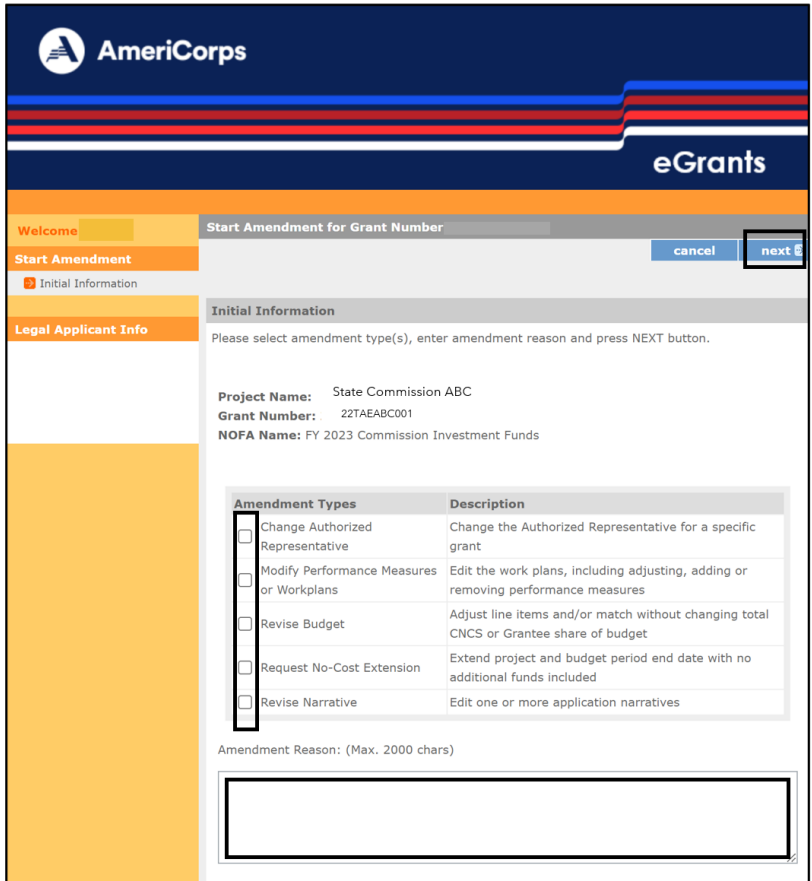 AmeriCorps
eGrants
Welcome
Start Amendment for Grant Number
cancel next
Start Amendment
Initial Information
Legal Applicant Info
Initial Information
Please select amendment type(s), enter amendment reason and press NEXT button.
Project Name: State Commission ABC
Grant Number: 22TAEABC001
NOFA Name: FY 2023 Commission Investment Funds
Amendment Types Description
Change Authorized Representative Change the Authorized Representative for a specific grant
Modify Performance Measures or Workplans Edit the work plans, including adjusting, adding or removing performance measures
Revise Budget Adjust line items and/or match without changing total CNCS or Grantee share of budget
Request No-Cost Extension Extend project and budget period end date with no additional funds included
Revise Narrative Edit one or more application narratives
Amendment Reason: (Max. 2000 chars)